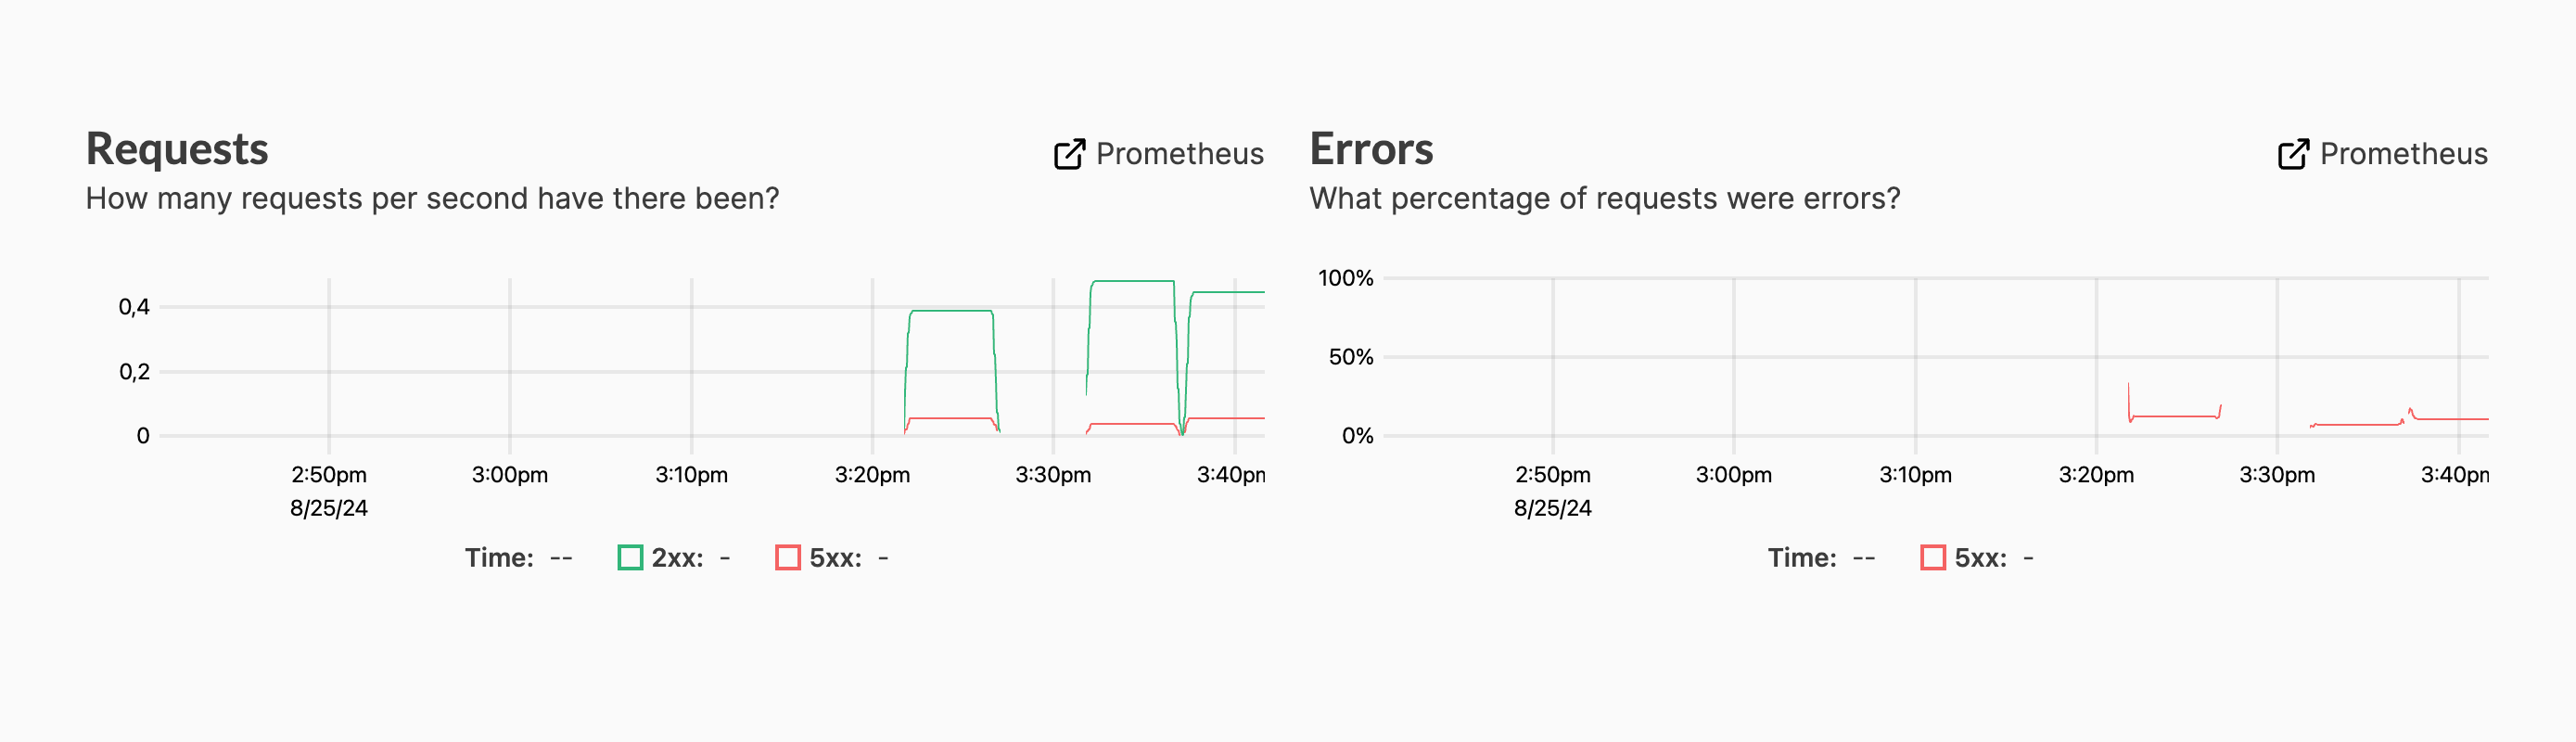 Requests
Prometheus
How many requests per second have there been?
0,4
0,2
0
2:50pm 3:00pm 3:10pm 3:20pm 3:30pm 3:40pm
8/25/24
Time: -- 2xx: - 5xx: -
Errors
Prometheus
What percentage of requests were errors?
100%
50%
0%
2:50pm 3:00pm 3:10pm 3:20pm 3:30pm 3:40pm
8/25/24
Time: -- 5xx: -